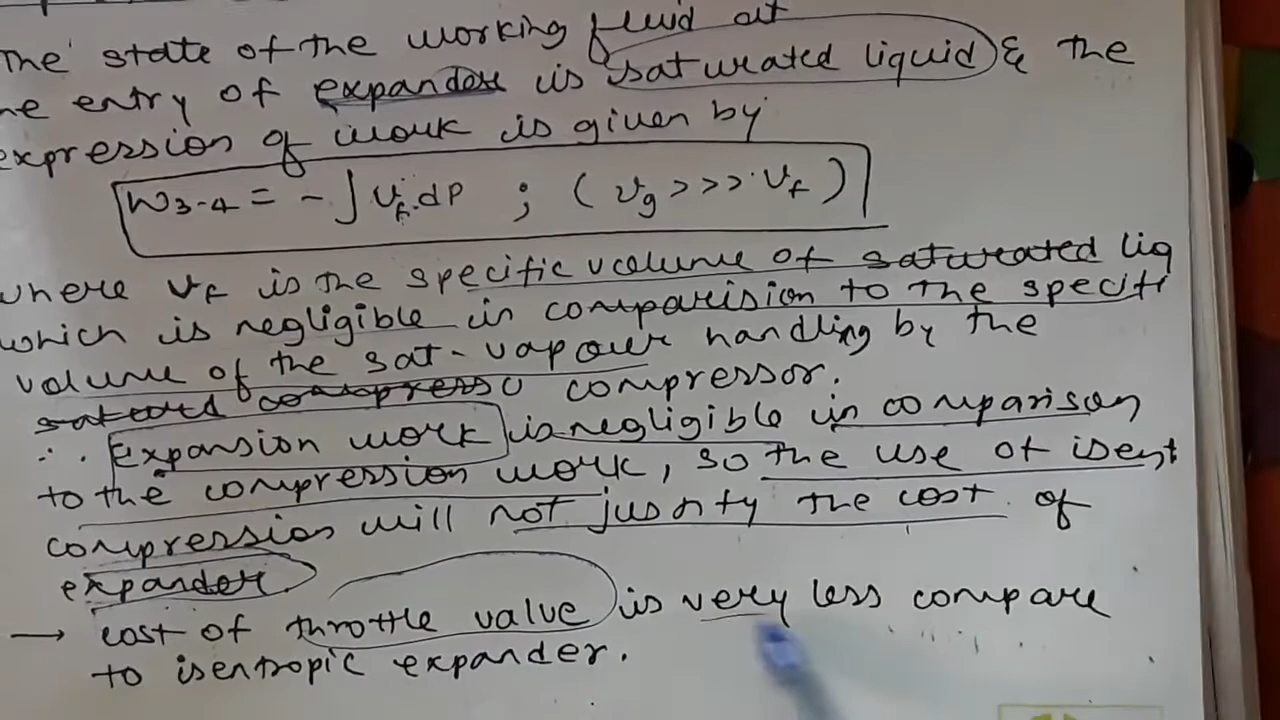 The state of the working fluid at
he entry of expander is saturated liquid & the
expression of work is given by
W3-4 = - ∫ vf.dP ; (vg >>> vf)
where vf is the specific volume of saturated liq
which is negligible in comparision to the specifi
volume of the sat. vapour handling by the
compressor.
∴ Expansion work is negligible in comparison
to the compression work, so the use of isent
compression will not justify the cost of
expander
→ cost of throttle value is very less compare
to isentropic expander.